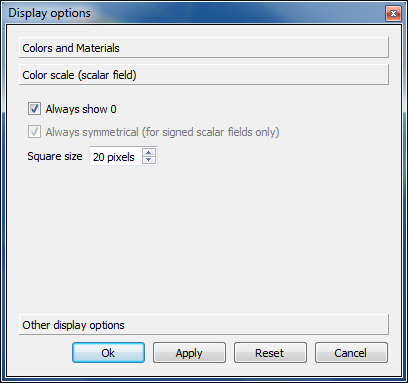 Display options
Colors and Materials
Color scale (scalar field)
Always show 0
Always symmetrical (for signed scalar fields only)
Square size 20 pixels
Other display options
Ok Apply Reset Cancel